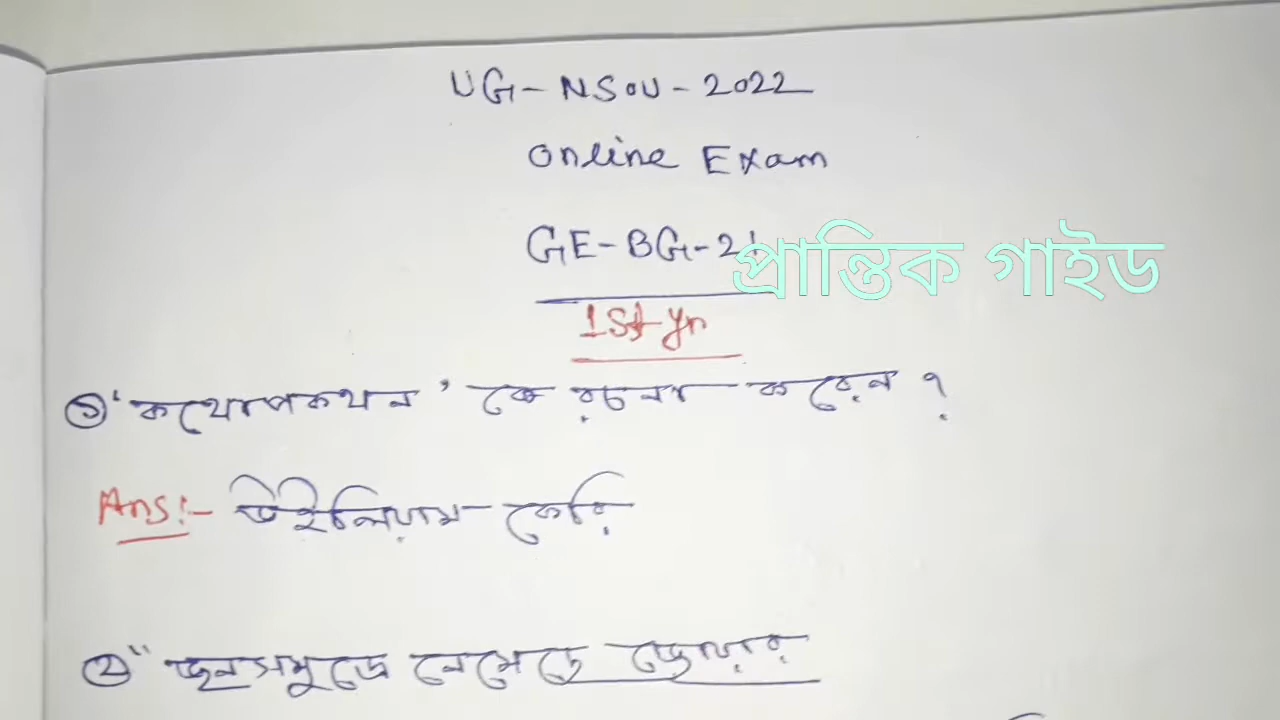 UG-NSOU-2022
Online Exam
GE-BG-21
প্রান্তিক গাইড
1st yr
১) 'কথোপকথন' কে রচনা করেন ?
Ans:- উইলিয়াম কেরি
২) "জনসমুদ্রে নেমেছে জোয়ার